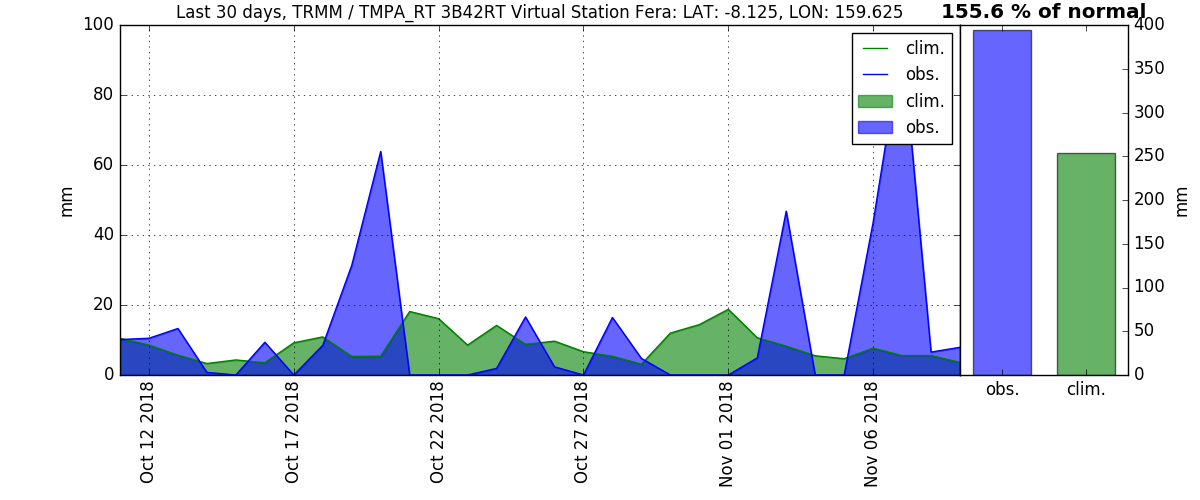 Last 30 days, TRMM / TMPA_RT 3B42RT Virtual Station Fera: LAT: -8.125, LON: 159.625
155.6 % of normal
100
80
60
40
20
0
mm
clim.
obs.
clim.
obs.
Oct 12 2018
Oct 17 2018
Oct 22 2018
Oct 27 2018
Nov 01 2018
Nov 06 2018
400
350
300
250
200
150
100
50
0
mm
obs.
clim.